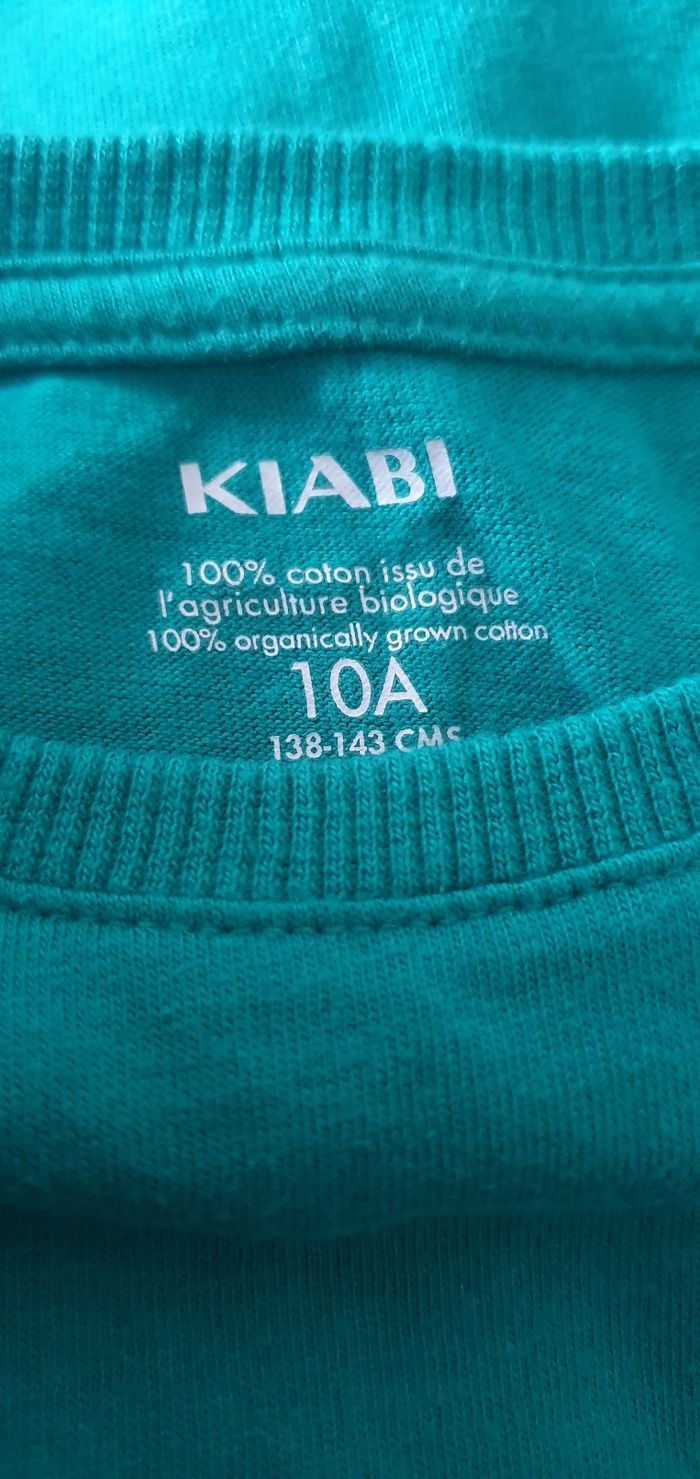 KIABI
100% coton issu de
l'agriculture biologique
100% organically grown cotton
10A
138-143 CMS